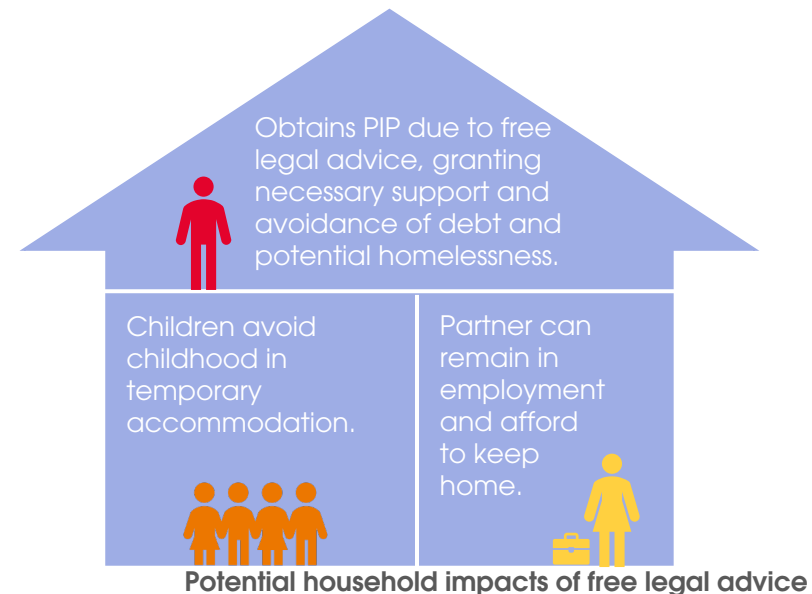 Obtains PIP due to free
legal advice, granting
necessary support and
avoidance of debt and
potential homelessness.
Children avoid
childhood in
temporary
accommodation.
Partner can
remain in
employment
and afford
to keep
home.
Potential household impacts of free legal advice